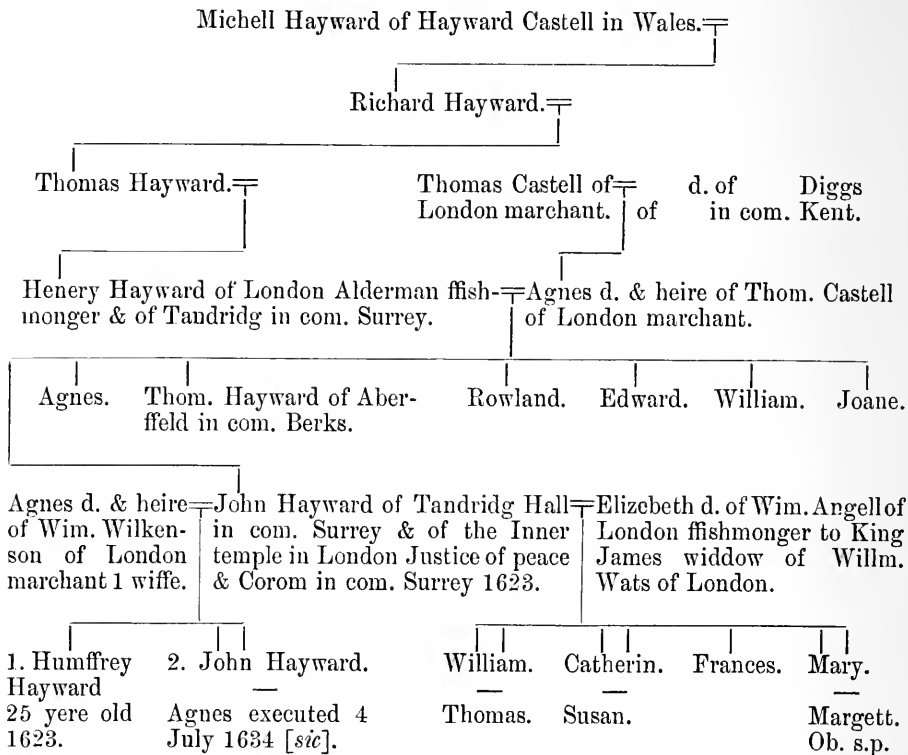 Michell Hayward of Hayward Castell in Wales.
Richard Hayward.
Thomas Hayward.
Thomas Castell of
London marchant.
d. of Diggs
of in com. Kent.
Henery Hayward of London Alderman ffish-
monger & of Tandridg in com. Surrey.
Agnes d. & heire of Thom. Castell
of London marchant.
Agnes.
Thom. Hayward of Aber-
ffeld in com. Berks.
Rowland.
Edward.
William.
Joane.
Agnes d. & heire
of Wim. Wilken-
son of London
marchant 1 wiffe.
John Hayward of Tandridg Hall
in com. Surrey & of the Inner
temple in London Justice of peace
& Corom in com. Surrey 1623.
Elizebeth d. of Wim. Angell of
London ffishmonger to King
James widdow of Willm.
Wats of London.
1. Humffrey
Hayward
25 yere old
1623.
2. John Hayward.
—
Agnes executed 4
July 1634 [sic].
William.
—
Thomas.
Catherin.
—
Susan.
Frances.
Mary.
—
Margett.
Ob. s.p.